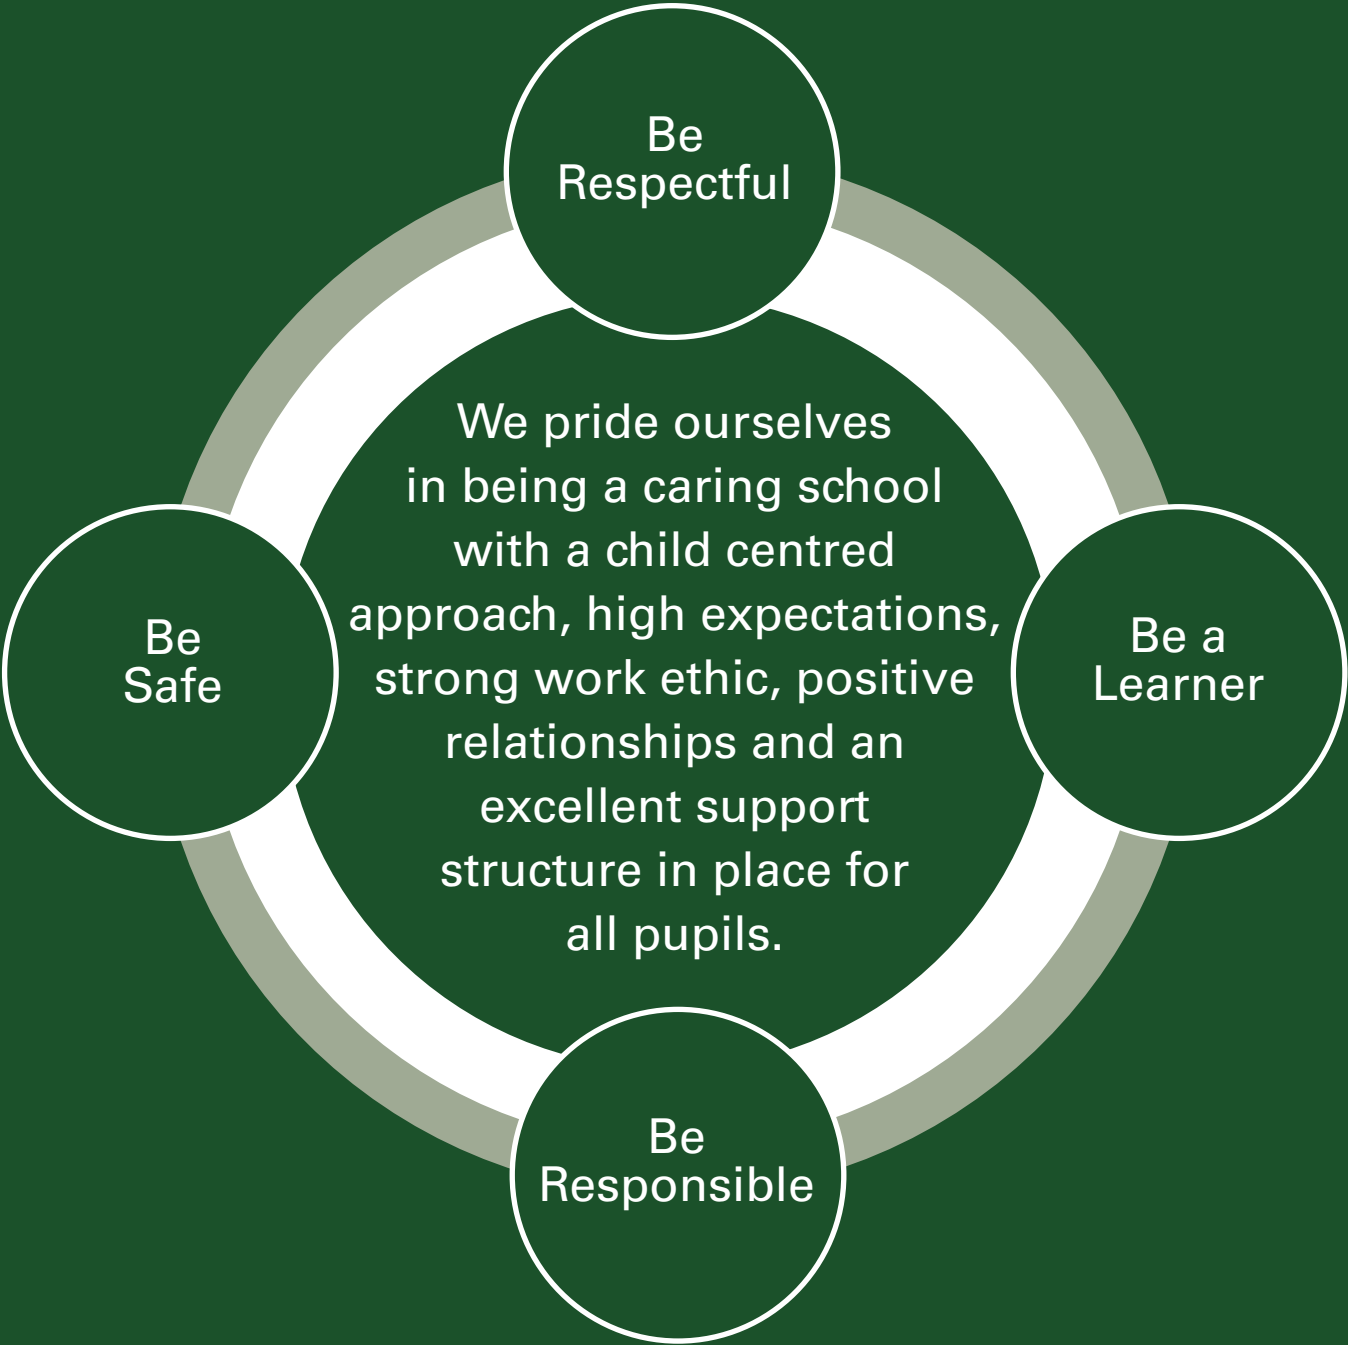 Be
Respectful
We pride ourselves
in being a caring school
with a child centred
approach, high expectations,
strong work ethic, positive
relationships and an
excellent support
structure in place for
all pupils.
Be
Safe
Be a
Learner
Be
Responsible